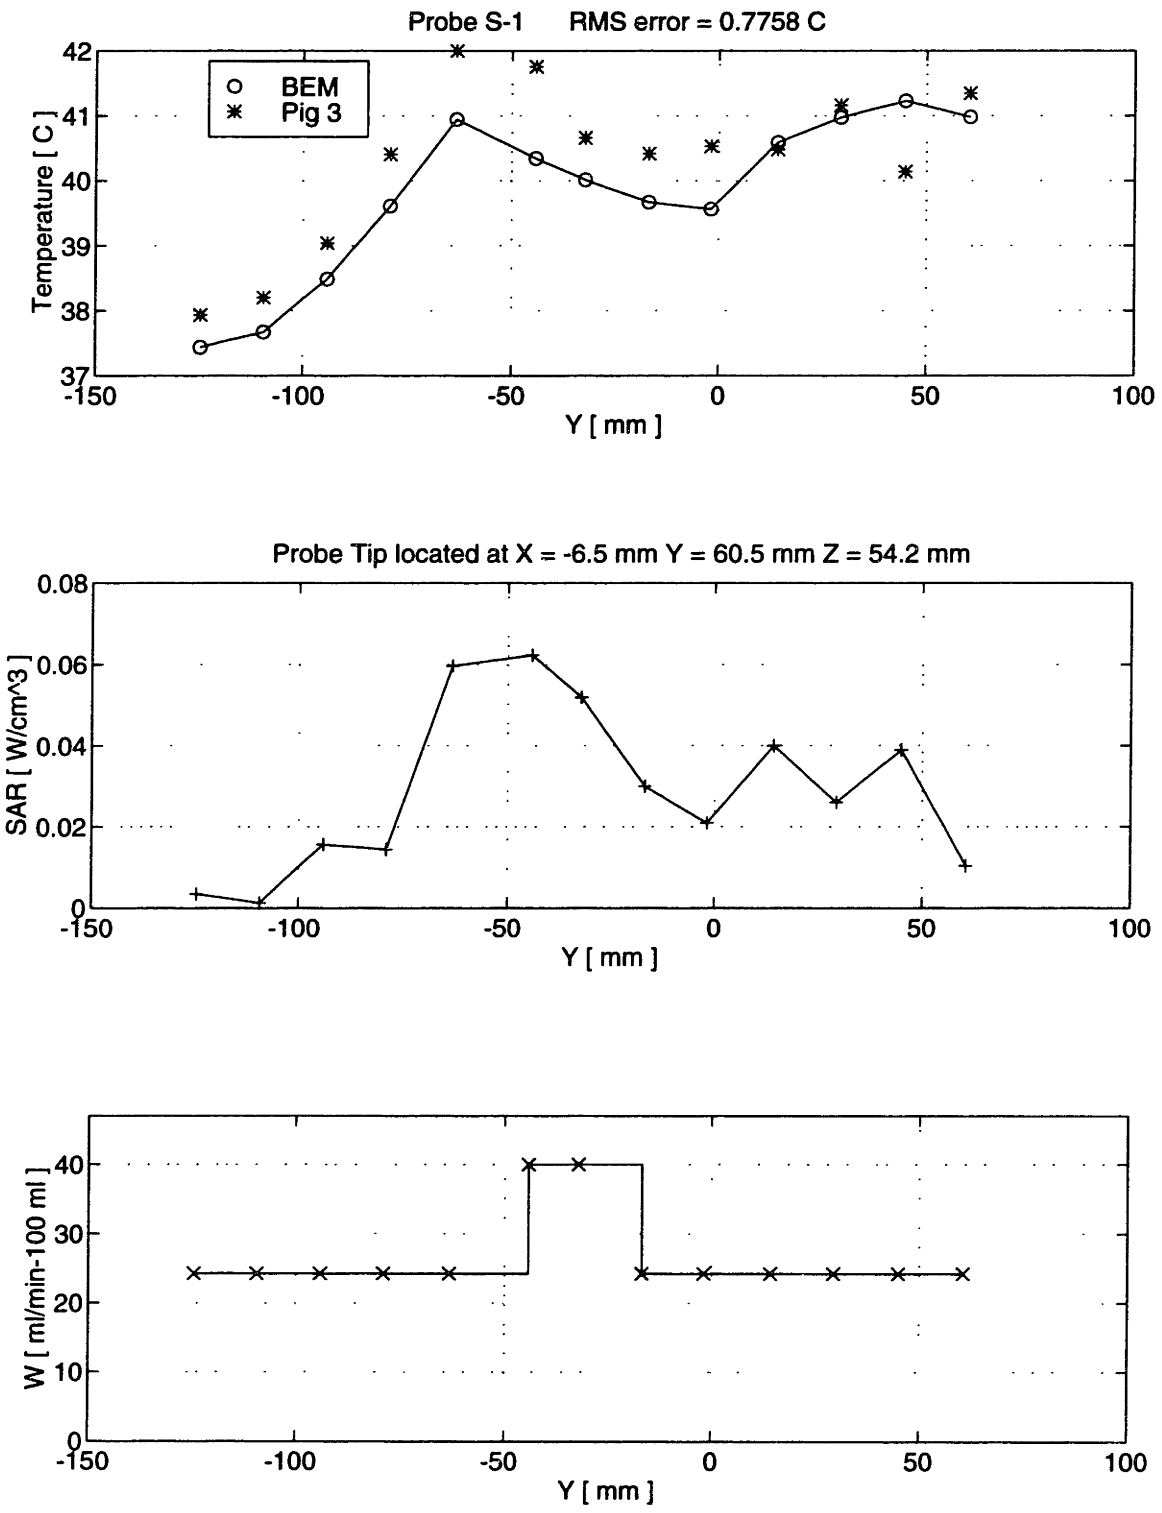 Probe S-1 RMS error = 0.7758 C
BEM
Pig 3
Temperature [ C ]
42
41
40
39
38
37
-150 -100 -50 0 50 100
Y [ mm ]
Probe Tip located at X = -6.5 mm Y = 60.5 mm Z = 54.2 mm
SAR [ W/cm^3 ]
0.08
0.06
0.04
0.02
0
-150 -100 -50 0 50 100
Y [ mm ]
W [ ml/min-100 ml ]
40
30
20
10
0
-150 -100 -50 0 50 100
Y [ mm ]